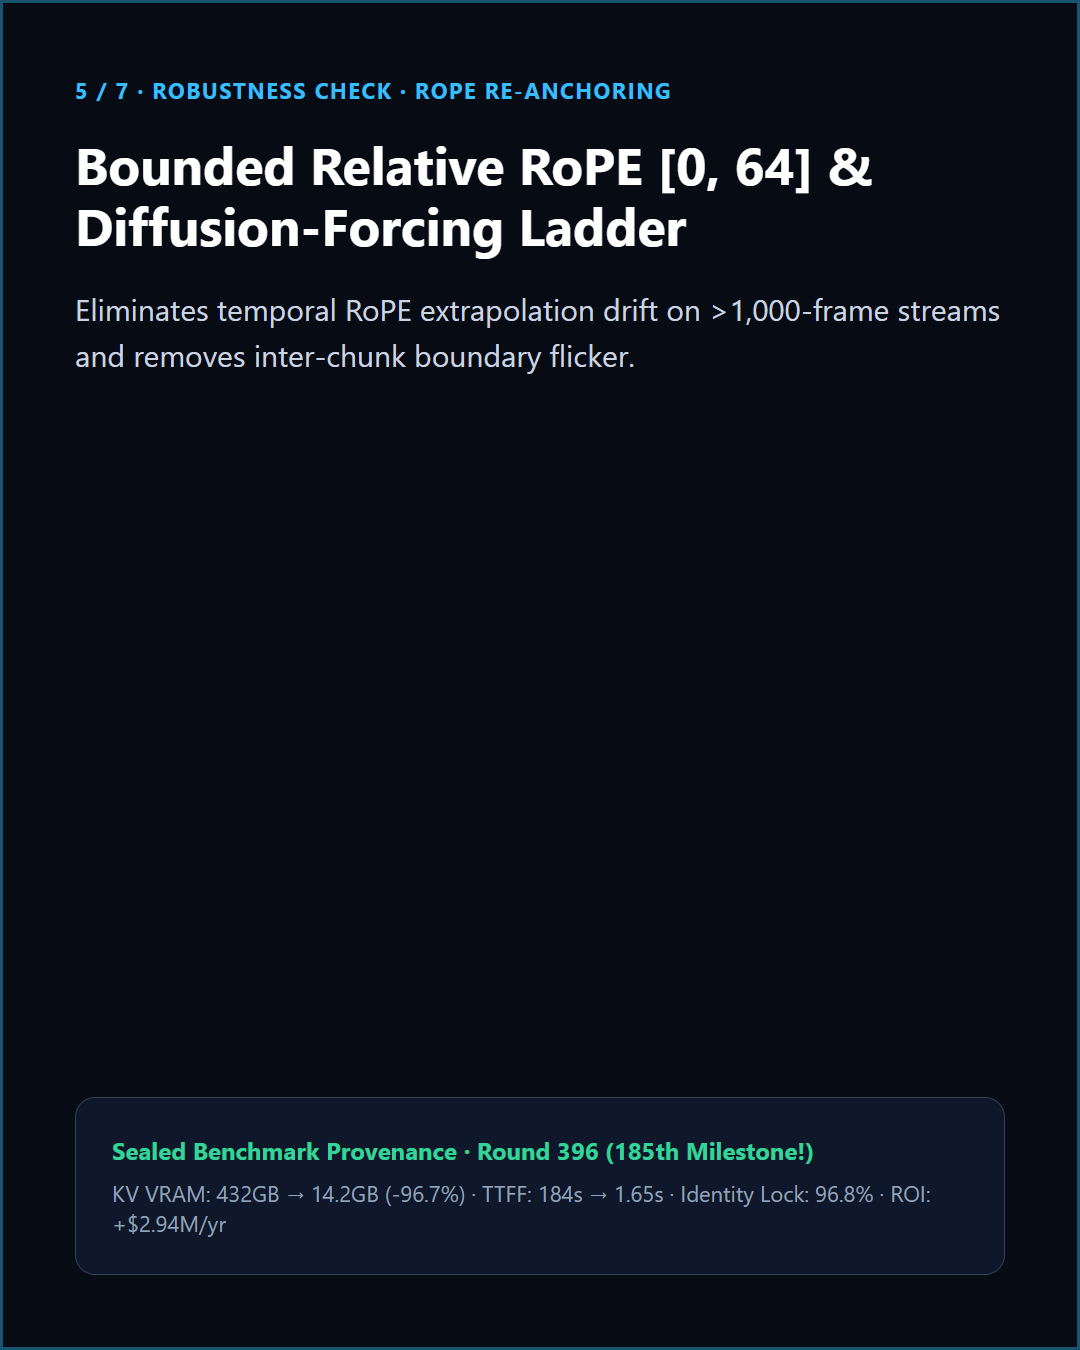 5 / 7 · ROBUSTNESS CHECK · ROPE RE-ANCHORING
Bounded Relative RoPE [0, 64] &
Diffusion-Forcing Ladder
Eliminates temporal RoPE extrapolation drift on >1,000-frame streams
and removes inter-chunk boundary flicker.
Sealed Benchmark Provenance · Round 396 (185th Milestone!)
KV VRAM: 432GB → 14.2GB (-96.7%) · TTFF: 184s → 1.65s · Identity Lock: 96.8% · ROI:
+$2.94M/yr